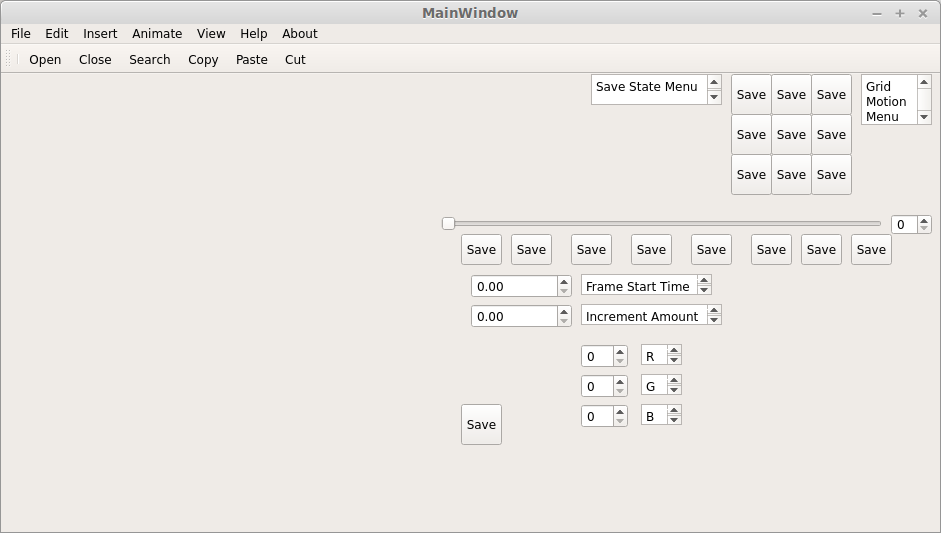 MainWindow
File Edit Insert Animate View Help About
Open Close Search Copy Paste Cut
Save State Menu
Save Save Save
Grid
Motion
Menu
Save Save Save
Save Save Save
0
Save Save Save Save Save Save Save Save
0.00 Frame Start Time
0.00 Increment Amount
0 R
0 G
0 B
Save